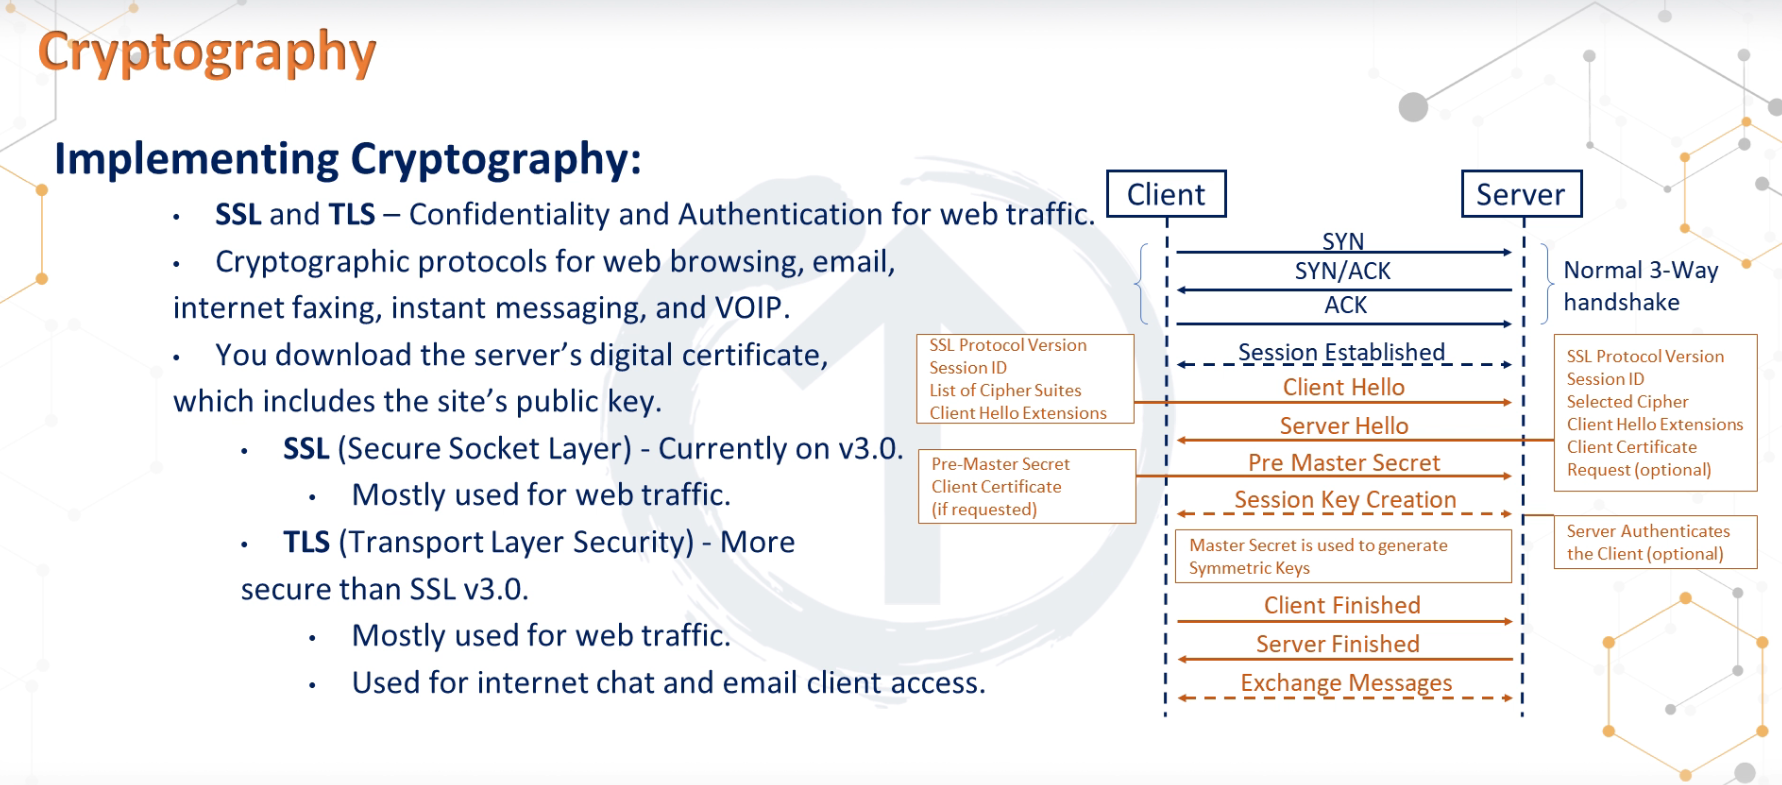 Cryptography
Implementing Cryptography:
• SSL and TLS – Confidentiality and Authentication for web traffic.
• Cryptographic protocols for web browsing, email,
internet faxing, instant messaging, and VOIP.
• You download the server's digital certificate,
which includes the site's public key.
• SSL (Secure Socket Layer) - Currently on v3.0.
• Mostly used for web traffic.
• TLS (Transport Layer Security) - More
secure than SSL v3.0.
• Mostly used for web traffic.
• Used for internet chat and email client access.
Client
Server
SYN
SYN/ACK
ACK
Normal 3-Way
handshake
Session Established
SSL Protocol Version
Session ID
List of Cipher Suites
Client Hello Extensions
Client Hello
Server Hello
SSL Protocol Version
Session ID
Selected Cipher
Client Hello Extensions
Client Certificate
Request (optional)
Pre-Master Secret
Client Certificate
(if requested)
Pre Master Secret
Session Key Creation
Server Authenticates
the Client (optional)
Master Secret is used to generate
Symmetric Keys
Client Finished
Server Finished
Exchange Messages